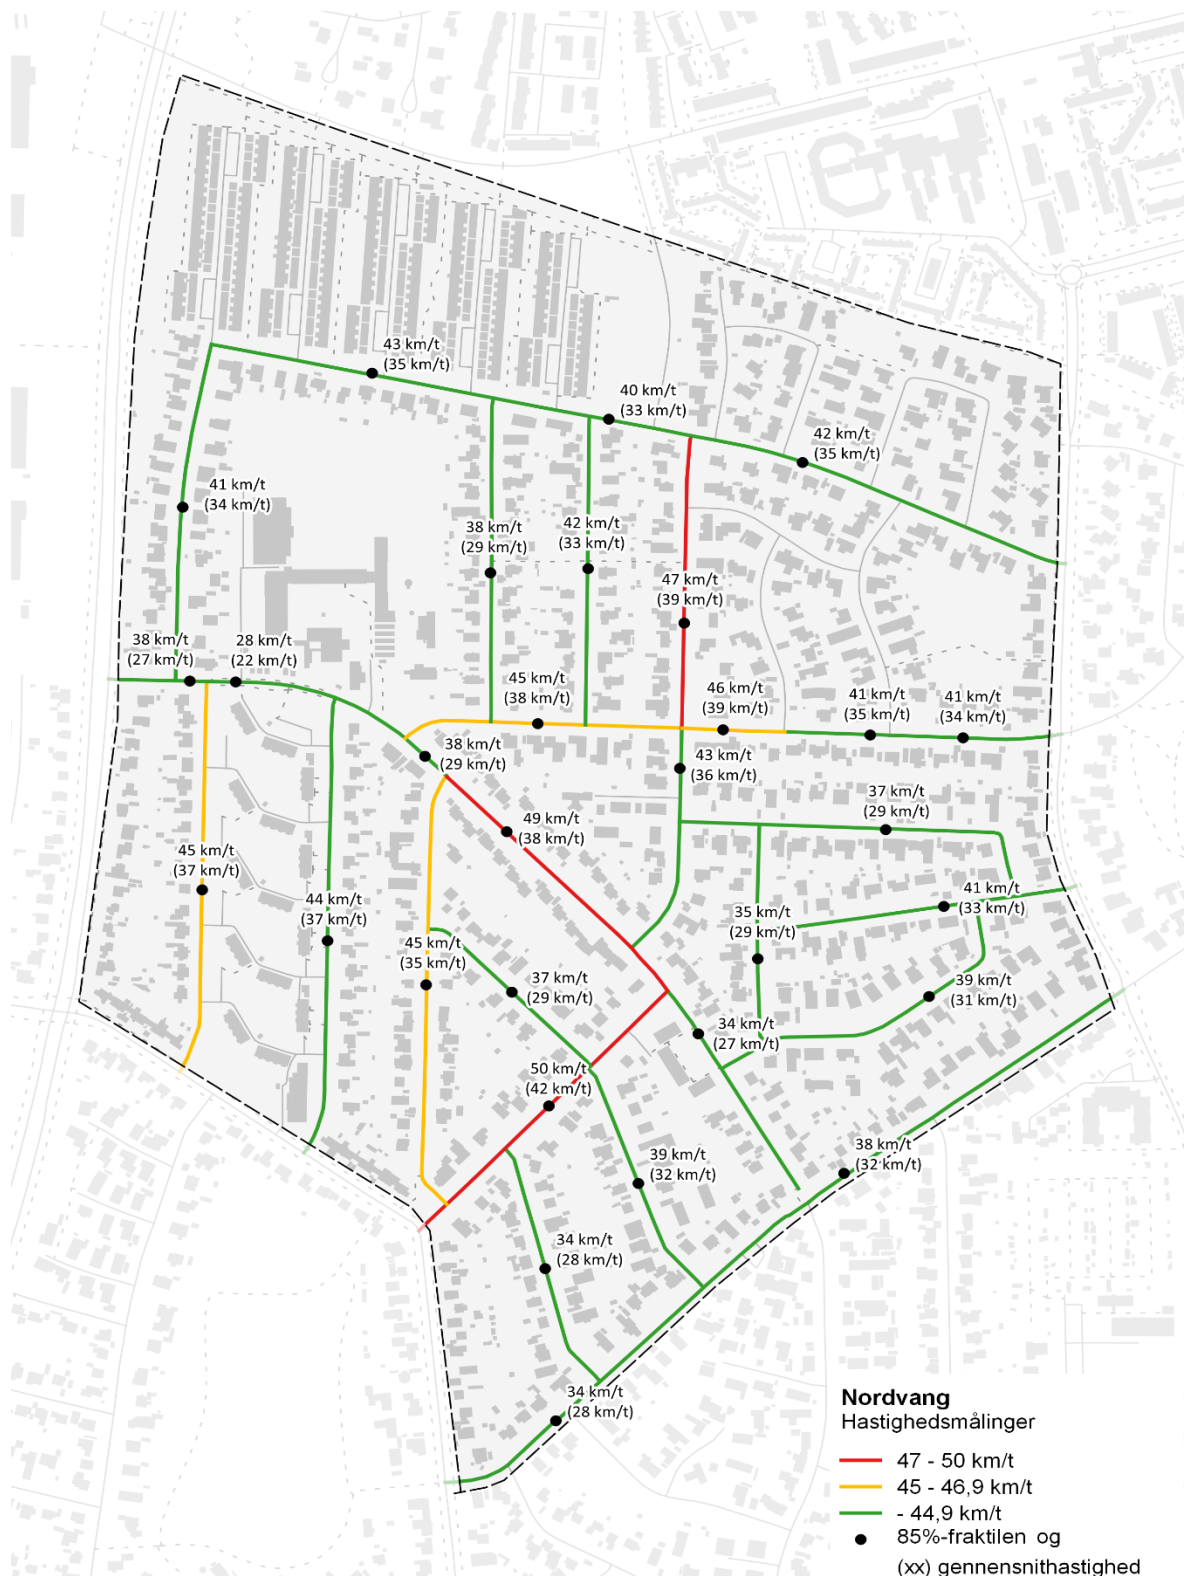 43 km/t
(35 km/t)
40 km/t
(33 km/t)
42 km/t
(35 km/t)
41 km/t
(34 km/t)
38 km/t
(29 km/t)
42 km/t
(33 km/t)
47 km/t
(39 km/t)
38 km/t
(27 km/t)
28 km/t
(22 km/t)
45 km/t
(38 km/t)
46 km/t
(39 km/t)
41 km/t
(35 km/t)
41 km/t
(34 km/t)
38 km/t
(29 km/t)
43 km/t
(36 km/t)
49 km/t
(38 km/t)
37 km/t
(29 km/t)
45 km/t
(37 km/t)
44 km/t
(37 km/t)
41 km/t
(33 km/t)
35 km/t
(29 km/t)
45 km/t
(35 km/t)
37 km/t
(29 km/t)
39 km/t
(31 km/t)
34 km/t
(27 km/t)
50 km/t
(42 km/t)
38 km/t
(32 km/t)
39 km/t
(32 km/t)
34 km/t
(28 km/t)
34 km/t
(28 km/t)
Nordvang
Hastighedsmålinger
47 - 50 km/t
45 - 46,9 km/t
- 44,9 km/t
85%-fraktilen og
(xx) gennensnithastighed